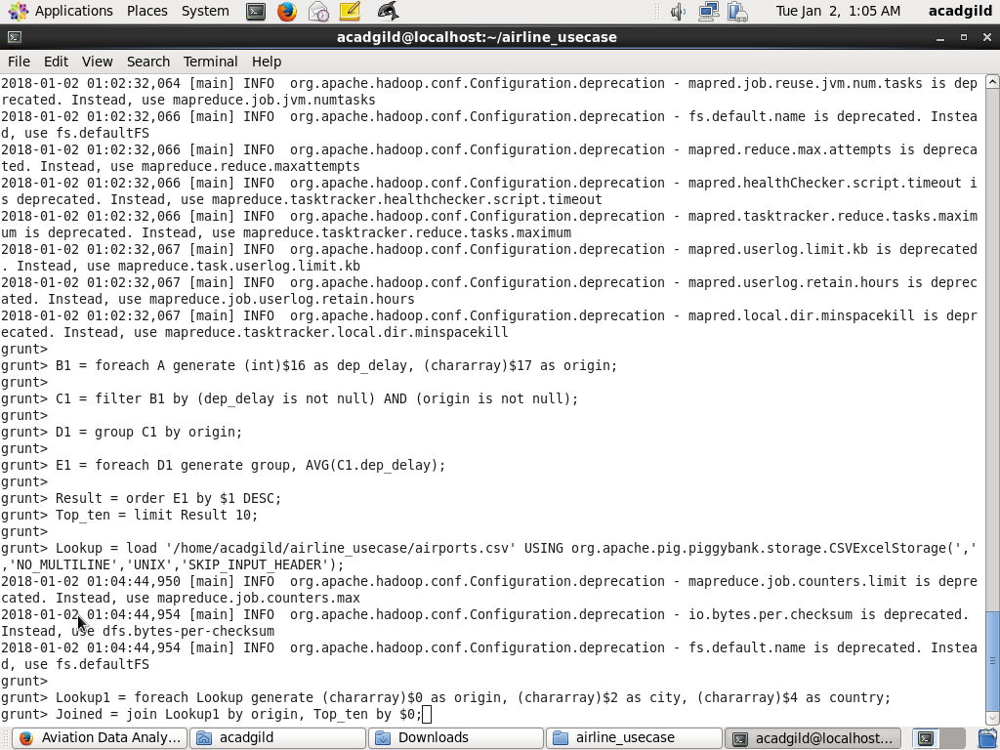 Applications Places System Tue Jan 2, 1:05 AM acadgild
acadgild@localhost:~/airline_usecase
File Edit View Search Terminal Help
2018-01-02 01:02:32,064 [main] INFO  org.apache.hadoop.conf.Configuration.deprecation - mapred.job.reuse.jvm.num.tasks is dep
recated. Instead, use mapreduce.job.jvm.numtasks
2018-01-02 01:02:32,066 [main] INFO  org.apache.hadoop.conf.Configuration.deprecation - fs.default.name is deprecated. Instea
d, use fs.defaultFS
2018-01-02 01:02:32,066 [main] INFO  org.apache.hadoop.conf.Configuration.deprecation - mapred.reduce.max.attempts is depreca
ted. Instead, use mapreduce.reduce.maxattempts
2018-01-02 01:02:32,066 [main] INFO  org.apache.hadoop.conf.Configuration.deprecation - mapred.healthChecker.script.timeout i
s deprecated. Instead, use mapreduce.tasktracker.healthchecker.script.timeout
2018-01-02 01:02:32,066 [main] INFO  org.apache.hadoop.conf.Configuration.deprecation - mapred.tasktracker.reduce.tasks.maxim
um is deprecated. Instead, use mapreduce.tasktracker.reduce.tasks.maximum
2018-01-02 01:02:32,067 [main] INFO  org.apache.hadoop.conf.Configuration.deprecation - mapred.userlog.limit.kb is deprecated
. Instead, use mapreduce.task.userlog.limit.kb
2018-01-02 01:02:32,067 [main] INFO  org.apache.hadoop.conf.Configuration.deprecation - mapred.userlog.retain.hours is deprec
ated. Instead, use mapreduce.job.userlog.retain.hours
2018-01-02 01:02:32,067 [main] INFO  org.apache.hadoop.conf.Configuration.deprecation - mapred.local.dir.minspacekill is depr
ecated. Instead, use mapreduce.tasktracker.local.dir.minspacekill
grunt>
grunt> B1 = foreach A generate (int)$16 as dep_delay, (chararray)$17 as origin;
grunt>
grunt> C1 = filter B1 by (dep_delay is not null) AND (origin is not null);
grunt>
grunt> D1 = group C1 by origin;
grunt>
grunt> E1 = foreach D1 generate group, AVG(C1.dep_delay);
grunt>
grunt> Result = order E1 by $1 DESC;
grunt> Top_ten = limit Result 10;
grunt>
grunt> Lookup = load '/home/acadgild/airline_usecase/airports.csv' USING org.apache.pig.piggybank.storage.CSVExcelStorage(','
,'NO_MULTILINE','UNIX','SKIP_INPUT_HEADER');
2018-01-02 01:04:44,950 [main] INFO  org.apache.hadoop.conf.Configuration.deprecation - mapreduce.job.counters.limit is depre
cated. Instead, use mapreduce.job.counters.max
2018-01-02 01:04:44,954 [main] INFO  org.apache.hadoop.conf.Configuration.deprecation - io.bytes.per.checksum is deprecated.
Instead, use dfs.bytes-per-checksum
2018-01-02 01:04:44,954 [main] INFO  org.apache.hadoop.conf.Configuration.deprecation - fs.default.name is deprecated. Instea
d, use fs.defaultFS
grunt>
grunt> Lookup1 = foreach Lookup generate (chararray)$0 as origin, (chararray)$2 as city, (chararray)$4 as country;
grunt> Joined = join Lookup1 by origin, Top_ten by $0;
Aviation Data Analy... acadgild Downloads airline_usecase acadgild@localhost...